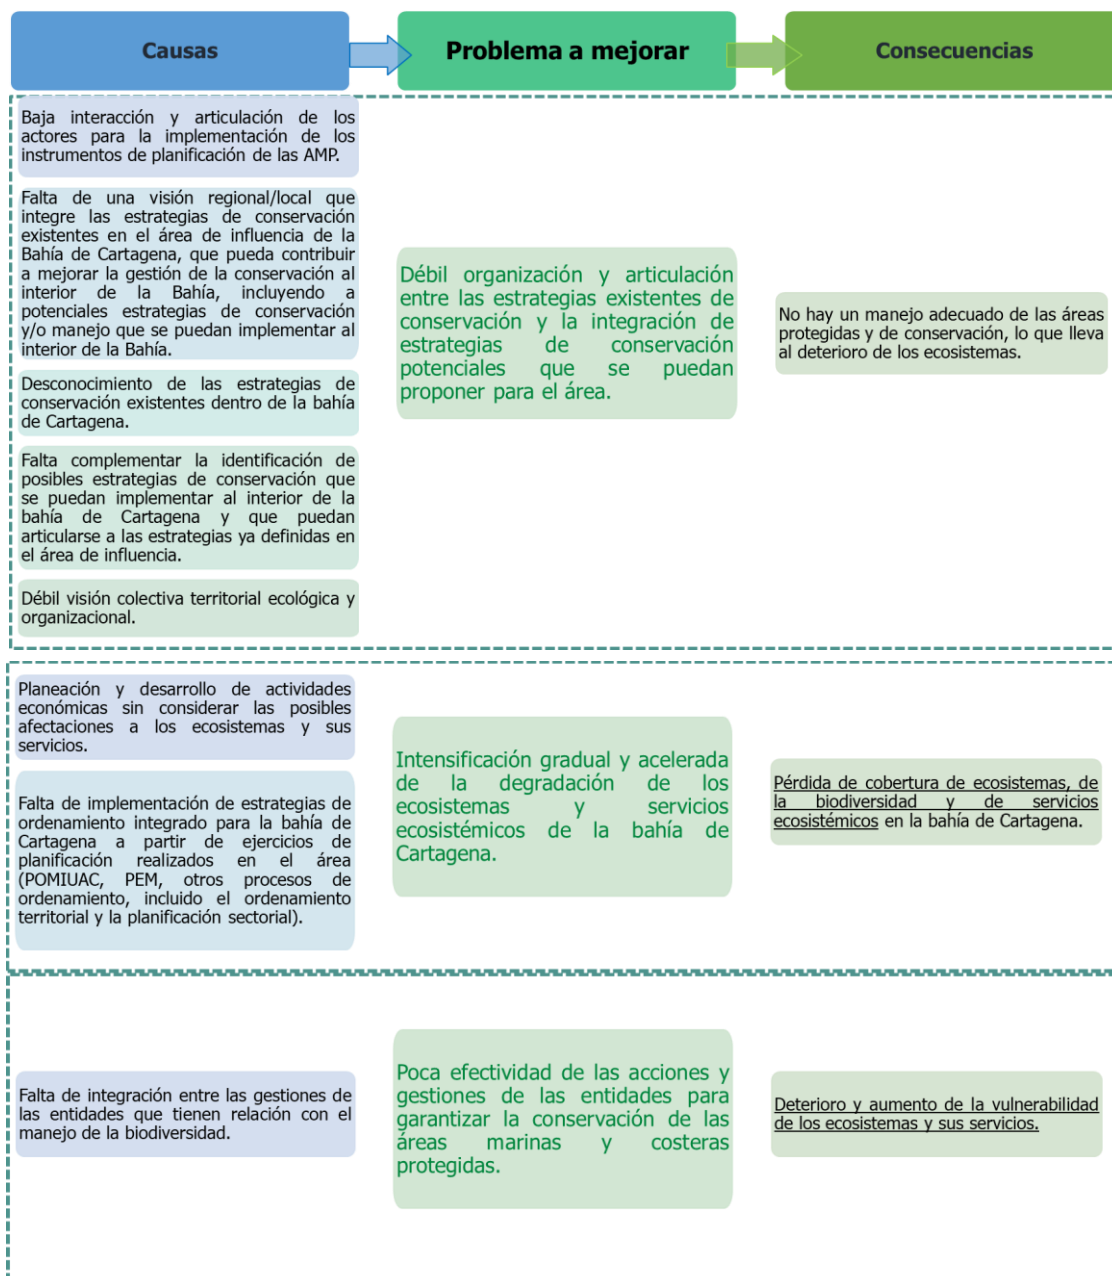 Causas
Problema a mejorar
Consecuencias
Baja interacción y articulación de los
actores para la implementación de los
instrumentos de planificación de las AMP.
Falta de una visión regional/local que
integre las estrategias de conservación
existentes en el área de influencia de la
Bahía de Cartagena, que pueda contribuir
a mejorar la gestión de la conservación al
interior de la Bahía, incluyendo a
potenciales estrategias de conservación
y/o manejo que se puedan implementar al
interior de la Bahía.
Desconocimiento de las estrategias de
conservación existentes dentro de la bahía
de Cartagena.
Falta complementar la identificación de
posibles estrategias de conservación que
se puedan implementar al interior de la
bahía de Cartagena y que puedan
articularse a las estrategias ya definidas en
el área de influencia.
Débil visión colectiva territorial ecológica y
organizacional.
Débil organización y articulación
entre las estrategias existentes de
conservación y la integración de
estrategias de conservación
potenciales que se puedan
proponer para el área.
No hay un manejo adecuado de las áreas
protegidas y de conservación, lo que lleva
al deterioro de los ecosistemas.
Planeación y desarrollo de actividades
económicas sin considerar las posibles
afectaciones a los ecosistemas y sus
servicios.
Falta de implementación de estrategias de
ordenamiento integrado para la bahía de
Cartagena a partir de ejercicios de
planificación realizados en el área
(POMIUAC, PEM, otros procesos de
ordenamiento, incluido el ordenamiento
territorial y la planificación sectorial).
Intensificación gradual y acelerada
de la degradación de los
ecosistemas y servicios
ecosistémicos de la bahía de
Cartagena.
Pérdida de cobertura de ecosistemas, de
la biodiversidad y de servicios
ecosistémicos en la bahía de Cartagena.
Falta de integración entre las gestiones de
las entidades que tienen relación con el
manejo de la biodiversidad.
Poca efectividad de las acciones y
gestiones de las entidades para
garantizar la conservación de las
áreas marinas y costeras
protegidas.
Deterioro y aumento de la vulnerabilidad
de los ecosistemas y sus servicios.